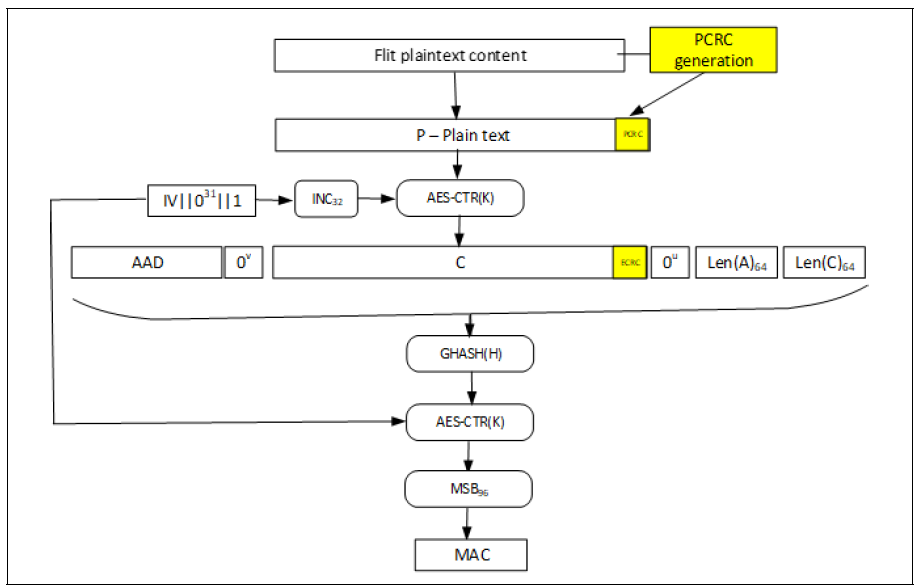 Flit plaintext content
PCRC
generation
P – Plain text
PCRC
IV||0³¹||1
INC₃₂
AES-CTR(K)
AAD
0ᵛ
C
ECRC
0ᵘ
Len(A)₆₄
Len(C)₆₄
GHASH(H)
AES-CTR(K)
MSB₉₆
MAC